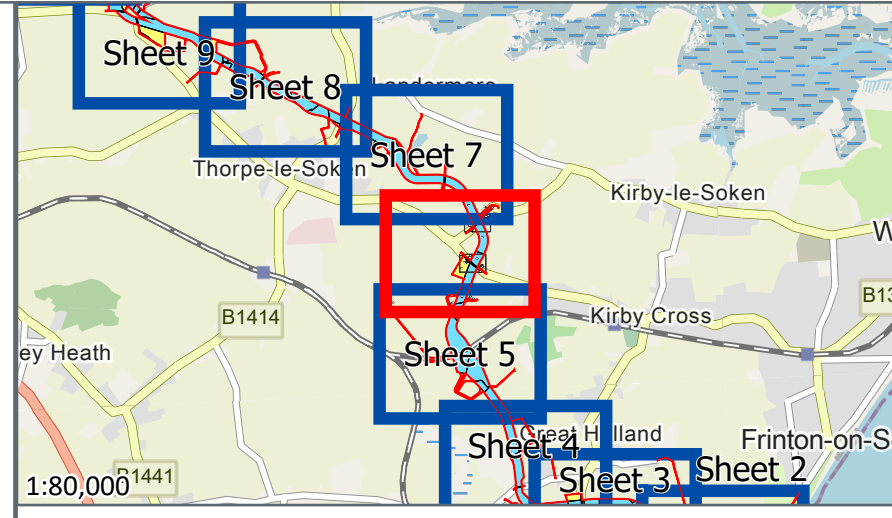 Sheet 9
Sheet 8
Landermere
Sheet 7
Thorpe-le-Soken
Kirby-le-Soken
W
B13
B1414
Kirby Cross
ey Heath
Sheet 5
Great Holland
Sheet 4
Frinton-on-S
Sheet 3
Sheet 2
B1441
1:80,000